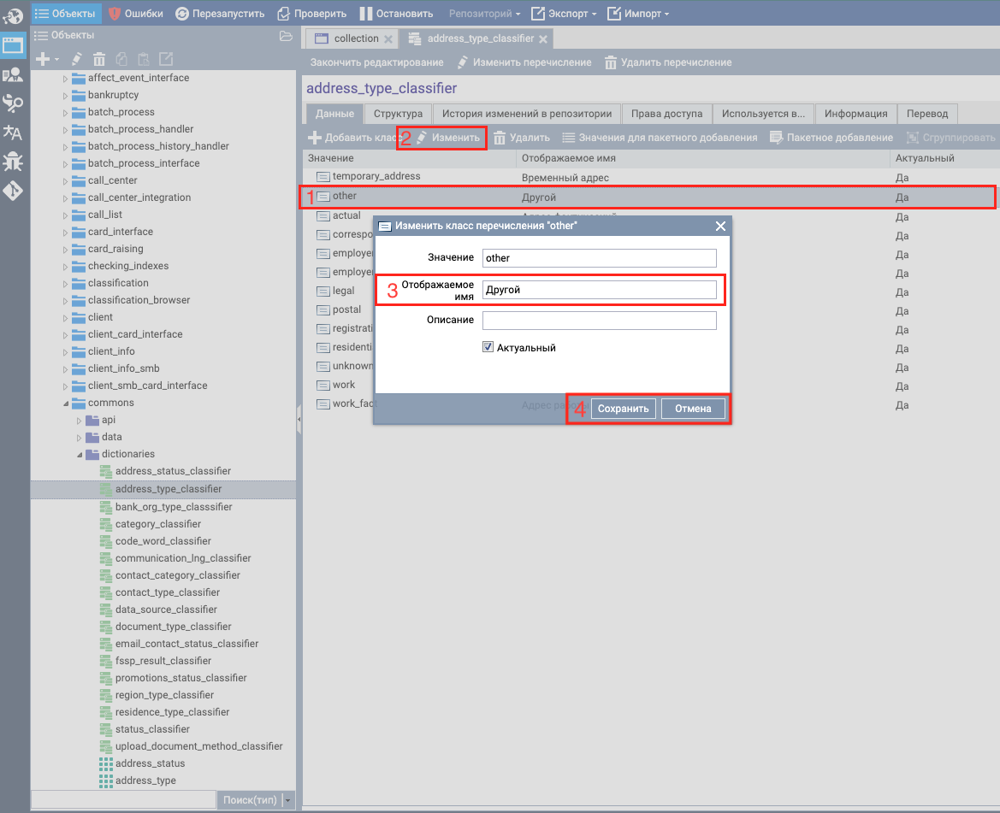 Объекты Ошибки Перезапустить Проверить Остановить Репозиторий Экспорт Импорт
Объекты
collection address_type_classifier
Закончить редактирование Изменить перечисление Удалить перечисление
address_type_classifier
Данные Структура История изменений в репозитории Права доступа Используется в... Информация Перевод
Добавить класс 2 Изменить Удалить Значения для пакетного добавления Пакетное добавление Сгруппировать
Значение Отображаемое имя Актуальный
temporary_address Временный адрес Да
1 other Другой Да
actual Адрес фактический Да
correspo Да
employer Да
employer Да
legal Да
postal Да
registrati Да
residenti Да
unknown Да
work Да
work_fact Адрес работы Да
Изменить класс перечисления "other"
Значение other
3 Отображаемое имя Другой
Описание
Актуальный
4 Сохранить Отмена
affect_event_interface
bankruptcy
batch_process
batch_process_handler
batch_process_history_handler
batch_process_interface
call_center
call_center_integration
call_list
card_interface
card_raising
checking_indexes
classification
classification_browser
client
client_card_interface
client_info
client_info_smb
client_smb_card_interface
commons
api
data
dictionaries
address_status_classifier
address_type_classifier
bank_org_type_classsifier
category_classifier
code_word_classifier
communication_lng_classifier
contact_category_classifier
contact_type_classifier
data_source_classifier
document_type_classifier
email_contact_status_classifier
fssp_result_classifier
promotions_status_classifier
region_type_classifier
residence_type_classifier
status_classifier
upload_document_method_classifier
address_status
address_type
Поиск(тип)